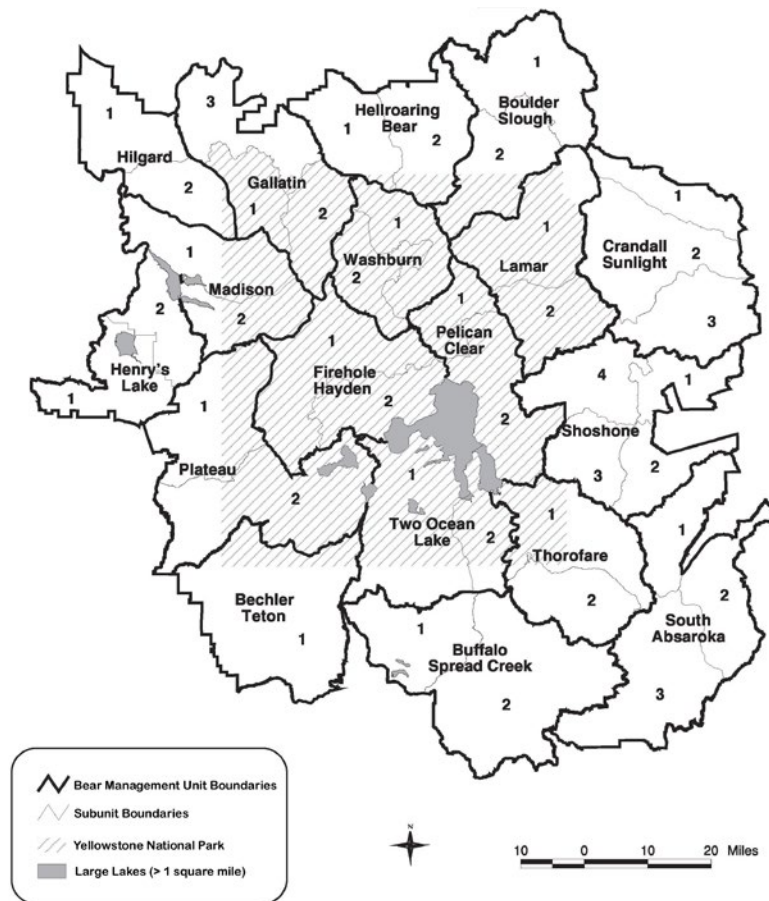 1
Hilgard
2
3
Gallatin
1
2
1
Hellroaring
Bear
2
1
Boulder
Slough
2
1
Washburn
2
1
Lamar
2
1
Crandall
Sunlight
2
3
1
Madison
2
2
Henry's
Lake
1
1
Firehole
Hayden
2
1
Pelican
Clear
2
4
1
Shoshone
3
2
1
Plateau
2
1
Two Ocean
Lake
2
1
Thorofare
2
1
2
South
Absaroka
3
Bechler
Teton
1
1
Buffalo
Spread Creek
2
Bear Management Unit Boundaries
Subunit Boundaries
Yellowstone National Park
Large Lakes (> 1 square mile)
N
10 0 10 20 Miles